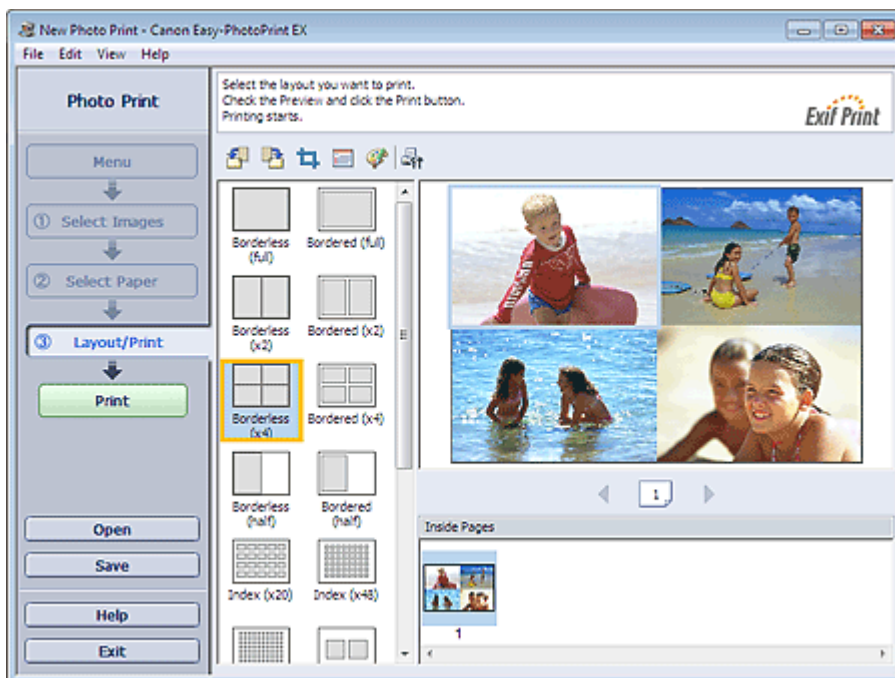 New Photo Print - Canon Easy-PhotoPrint EX
File Edit View Help
Photo Print
Select the layout you want to print.
Check the Preview and click the Print button.
Printing starts.
Exif Print
Menu
① Select Images
② Select Paper
③ Layout/Print
Print
Open
Save
Help
Exit
Borderless
(full)
Bordered (full)
Borderless
(x2)
Bordered (x2)
Borderless
(x4)
Bordered (x4)
Borderless
(half)
Bordered
(half)
Index (x20)
Index (x48)
1
Inside Pages
1